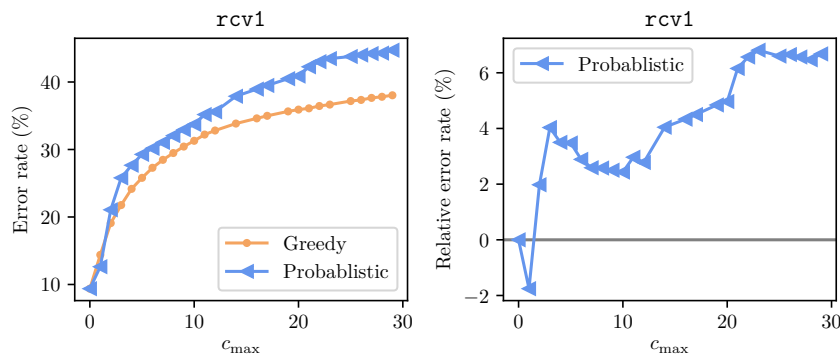 rcv1
Error rate (%)
40
30
20
10
Greedy
Probablistic
0
10
20
30
c_max
rcv1
Relative error rate (%)
6
4
2
0
−2
Probablistic
0
10
20
30
c_max